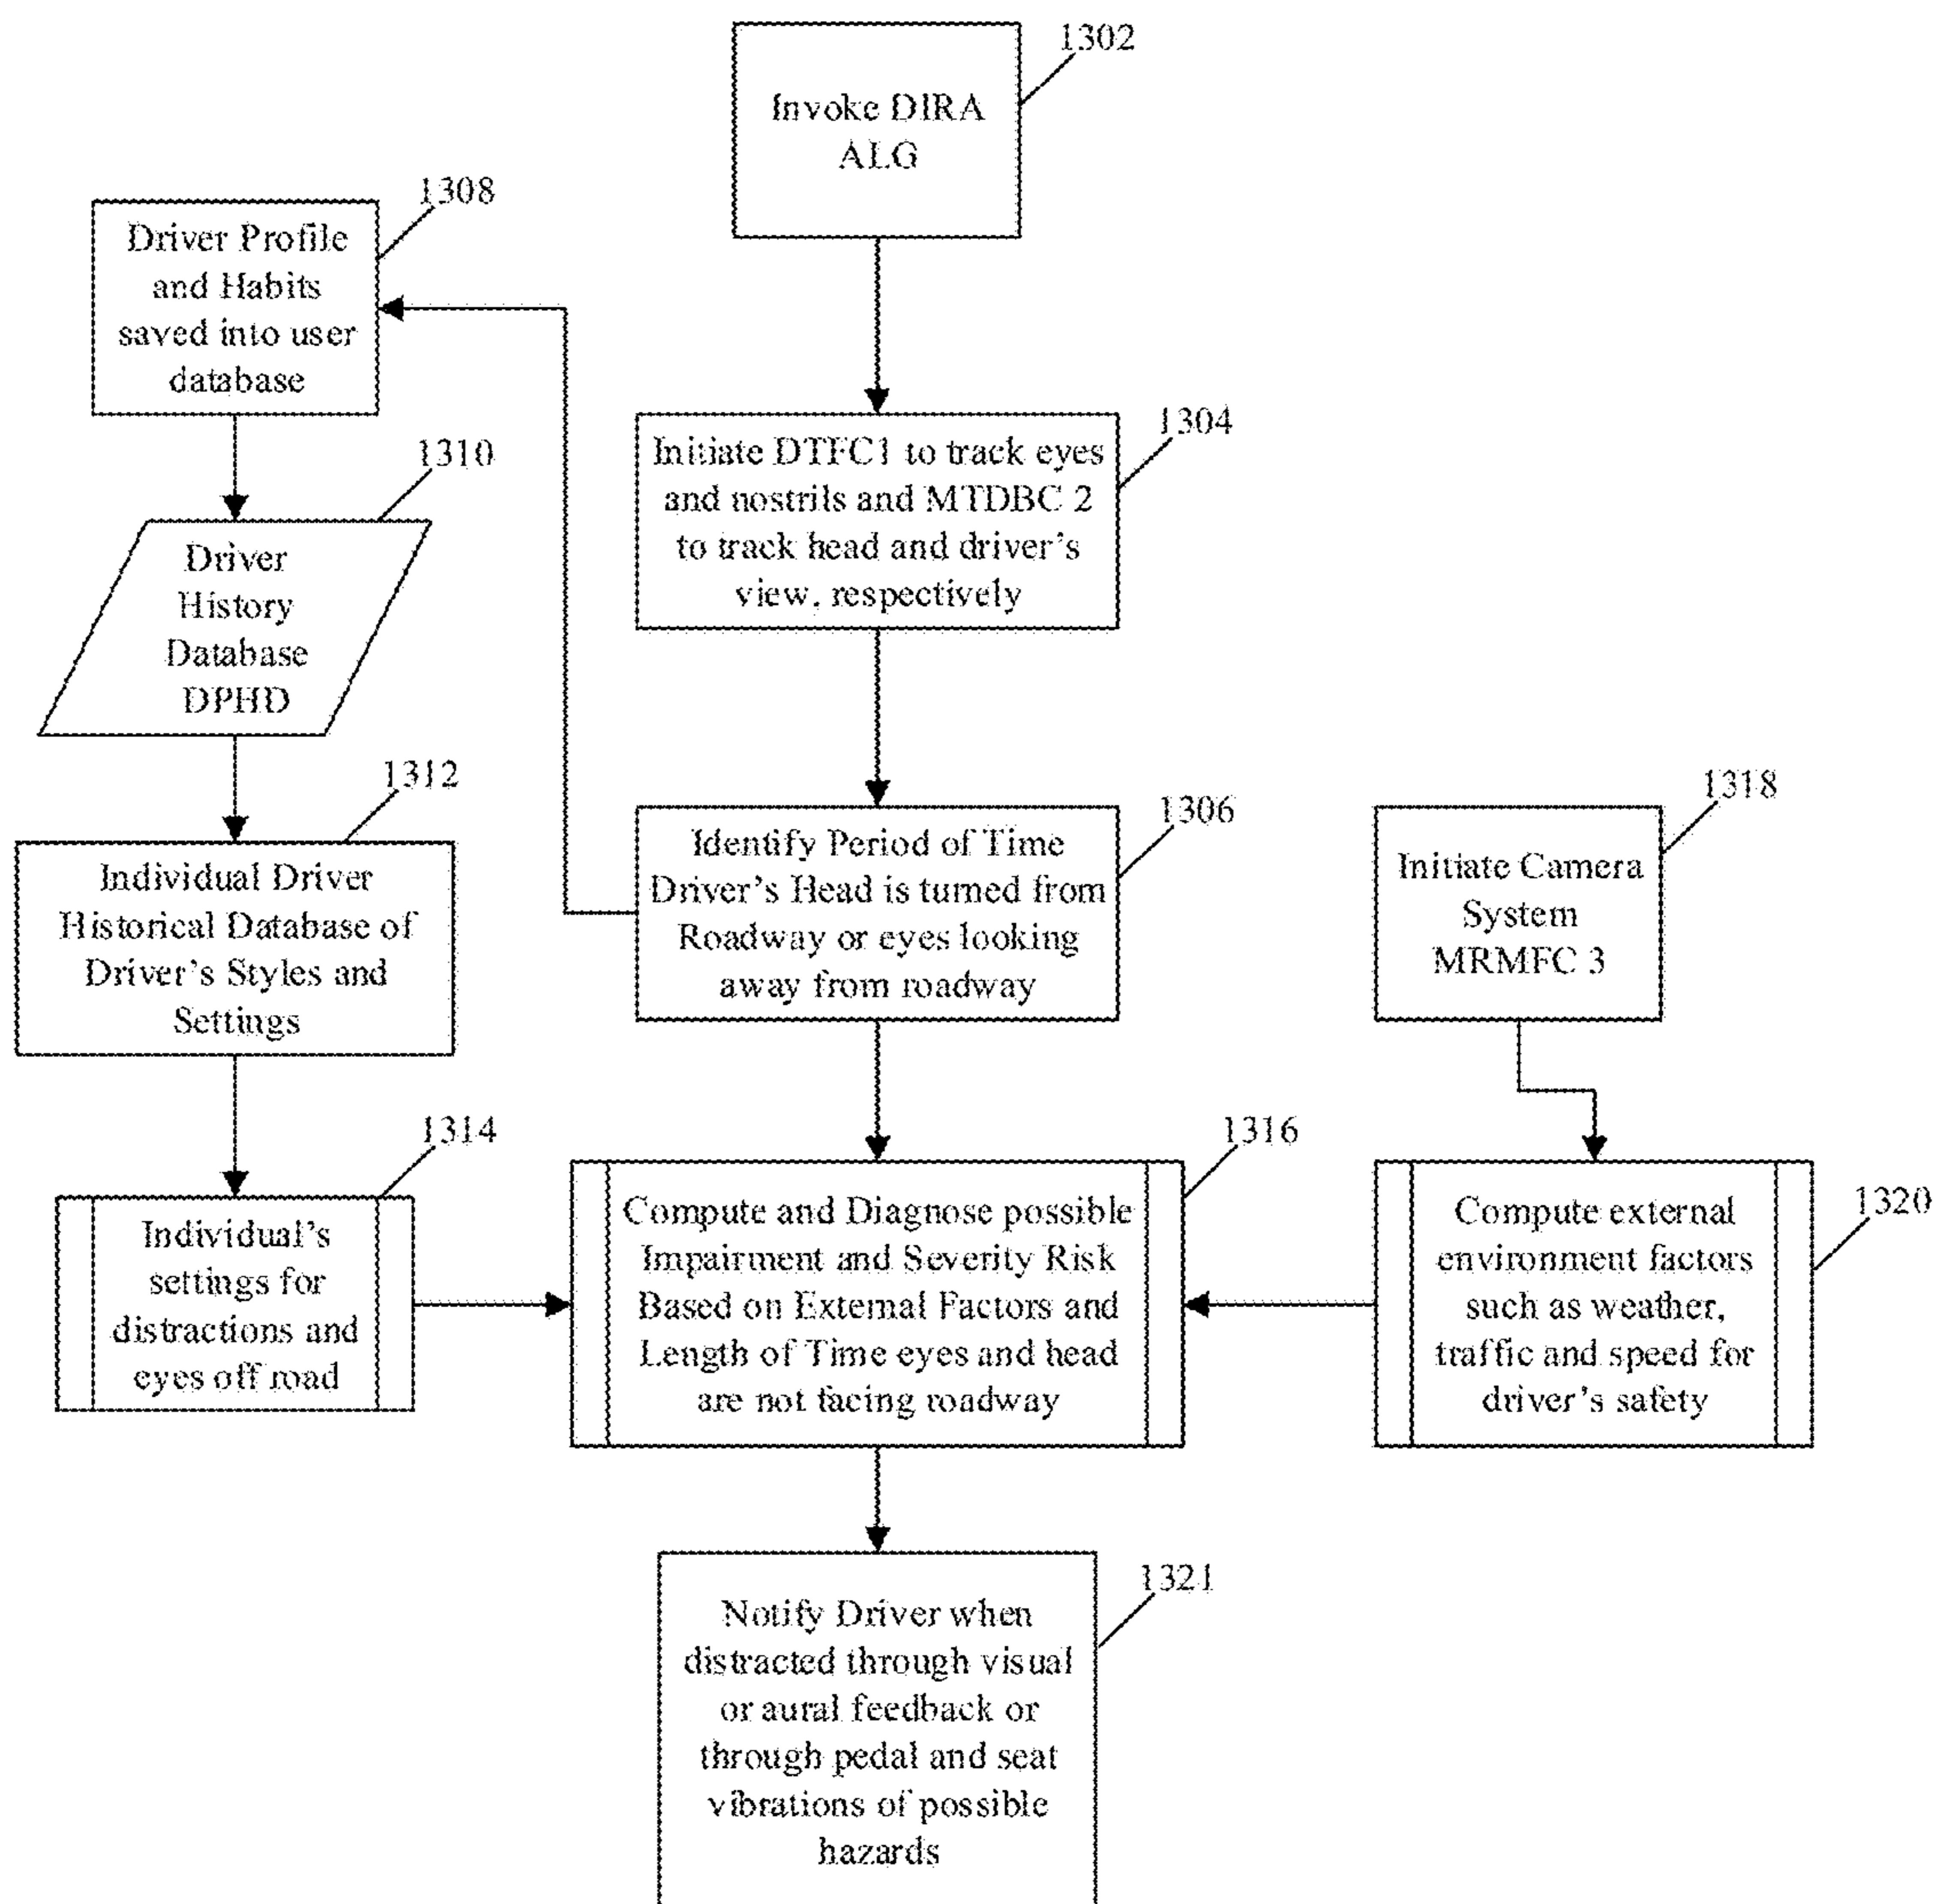 1302
Invoke DIRA
ALG
1308
Driver Profile
and Habits
saved into user
database
1304
Initiate DTFC1 to track eyes
and nostrils and MTDBC 2
to track head and driver's
view, respectively
1310
Driver
History
Database
DPHD
1312
Individual Driver
Historical Database of
Driver's Styles and
Settings
1306
Identify Period of Time
Driver's Head is turned from
Roadway or eyes looking
away from roadway
1318
Initiate Camera
System
MRMFC 3
1314
Individual's
settings for
distractions and
eyes off road
1316
Compute and Diagnose possible
Impairment and Severity Risk
Based on External Factors and
Length of Time eyes and head
are not facing roadway
1320
Compute external
environment factors
such as weather,
traffic and speed for
driver's safety
1321
Notify Driver when
distracted through visual
or aural feedback or
through pedal and seat
vibrations of possible
hazards